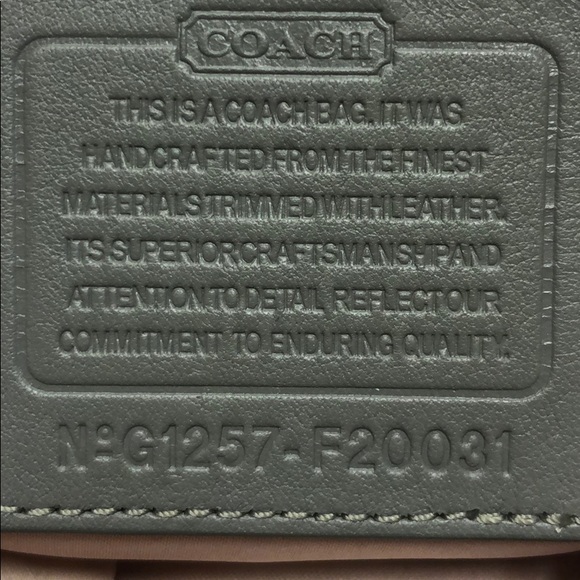 COACH
THIS IS A COACH BAG. IT WAS
HANDCRAFTED FROM THE FINEST
MATERIALS TRIMMED WITH LEATHER.
ITS SUPERIOR CRAFTSMANSHIP AND
ATTENTION TO DETAIL REFLECT OUR
COMMITMENT TO ENDURING QUALITY.
Nº G1257-F20031